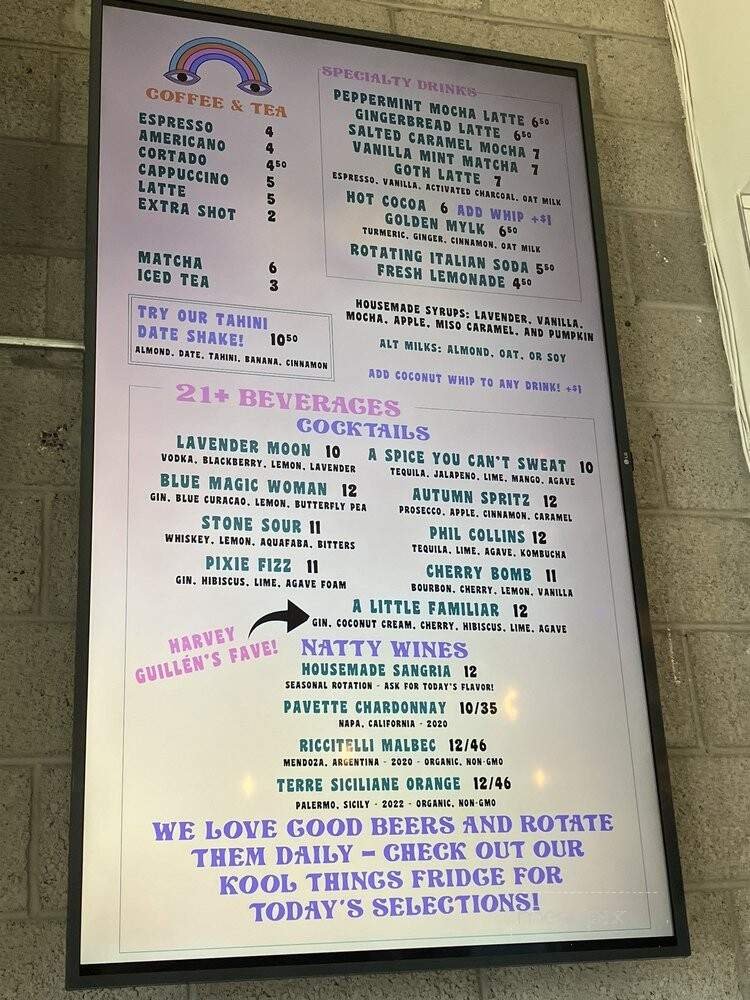 COFFEE & TEA
ESPRESSO 4
AMERICANO 4
CORTADO 4⁵⁰
CAPPUCCINO 5
LATTE 5
EXTRA SHOT 2
MATCHA 6
ICED TEA 3
TRY OUR TAHINI
DATE SHAKE! 10⁵⁰
ALMOND, DATE, TAHINI, BANANA, CINNAMON
SPECIALTY DRINKS
PEPPERMINT MOCHA LATTE 6⁵⁰
GINGERBREAD LATTE 6⁵⁰
SALTED CARAMEL MOCHA 7
VANILLA MINT MATCHA 7
GOTH LATTE 7
ESPRESSO, VANILLA, ACTIVATED CHARCOAL, OAT MILK
HOT COCOA 6 ADD WHIP +$1
GOLDEN MYLK 6⁵⁰
TURMERIC, GINGER, CINNAMON, OAT MILK
ROTATING ITALIAN SODA 5⁵⁰
FRESH LEMONADE 4⁵⁰
HOUSEMADE SYRUPS: LAVENDER, VANILLA,
MOCHA, APPLE, MISO CARAMEL, AND PUMPKIN
ALT MILKS: ALMOND, OAT, OR SOY
ADD COCONUT WHIP TO ANY DRINK! +$1
21+ BEVERAGES
COCKTAILS
LAVENDER MOON 10
VODKA, BLACKBERRY, LEMON, LAVENDER
BLUE MAGIC WOMAN 12
GIN, BLUE CURACAO, LEMON, BUTTERFLY PEA
STONE SOUR 11
WHISKEY, LEMON, AQUAFABA, BITTERS
PIXIE FIZZ 11
GIN, HIBISCUS, LIME, AGAVE FOAM
A SPICE YOU CAN'T SWEAT 10
TEQUILA, JALAPENO, LIME, MANGO, AGAVE
AUTUMN SPRITZ 12
PROSECCO, APPLE, CINNAMON, CARAMEL
PHIL COLLINS 12
TEQUILA, LIME, AGAVE, KOMBUCHA
CHERRY BOMB 11
BOURBON, CHERRY, LEMON, VANILLA
A LITTLE FAMILIAR 12
GIN, COCONUT CREAM, CHERRY, HIBISCUS, LIME, AGAVE
HARVEY
GUILLÉN'S FAVE!
NATTY WINES
HOUSEMADE SANGRIA 12
SEASONAL ROTATION - ASK FOR TODAY'S FLAVOR!
PAVETTE CHARDONNAY 10/35
NAPA, CALIFORNIA - 2020
RICCITELLI MALBEC 12/46
MENDOZA, ARGENTINA - 2020 - ORGANIC, NON-GMO
TERRE SICILIANE ORANGE 12/46
PALERMO, SICILY - 2022 - ORGANIC, NON-GMO
WE LOVE GOOD BEERS AND ROTATE
THEM DAILY - CHECK OUT OUR
KOOL THINGS FRIDGE FOR
TODAY'S SELECTIONS!
LG